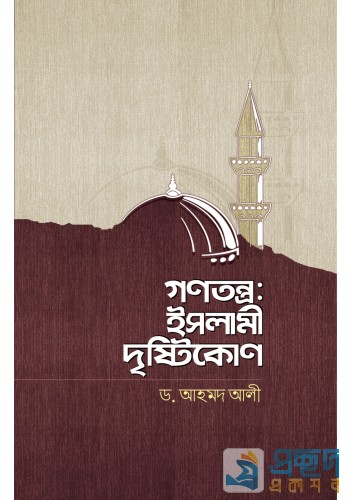 গণতন্ত্র:
ইসলামী
দৃষ্টিকোণ
ড. আহমদ আলী
প্রচ্ছদ
প্রকাশন